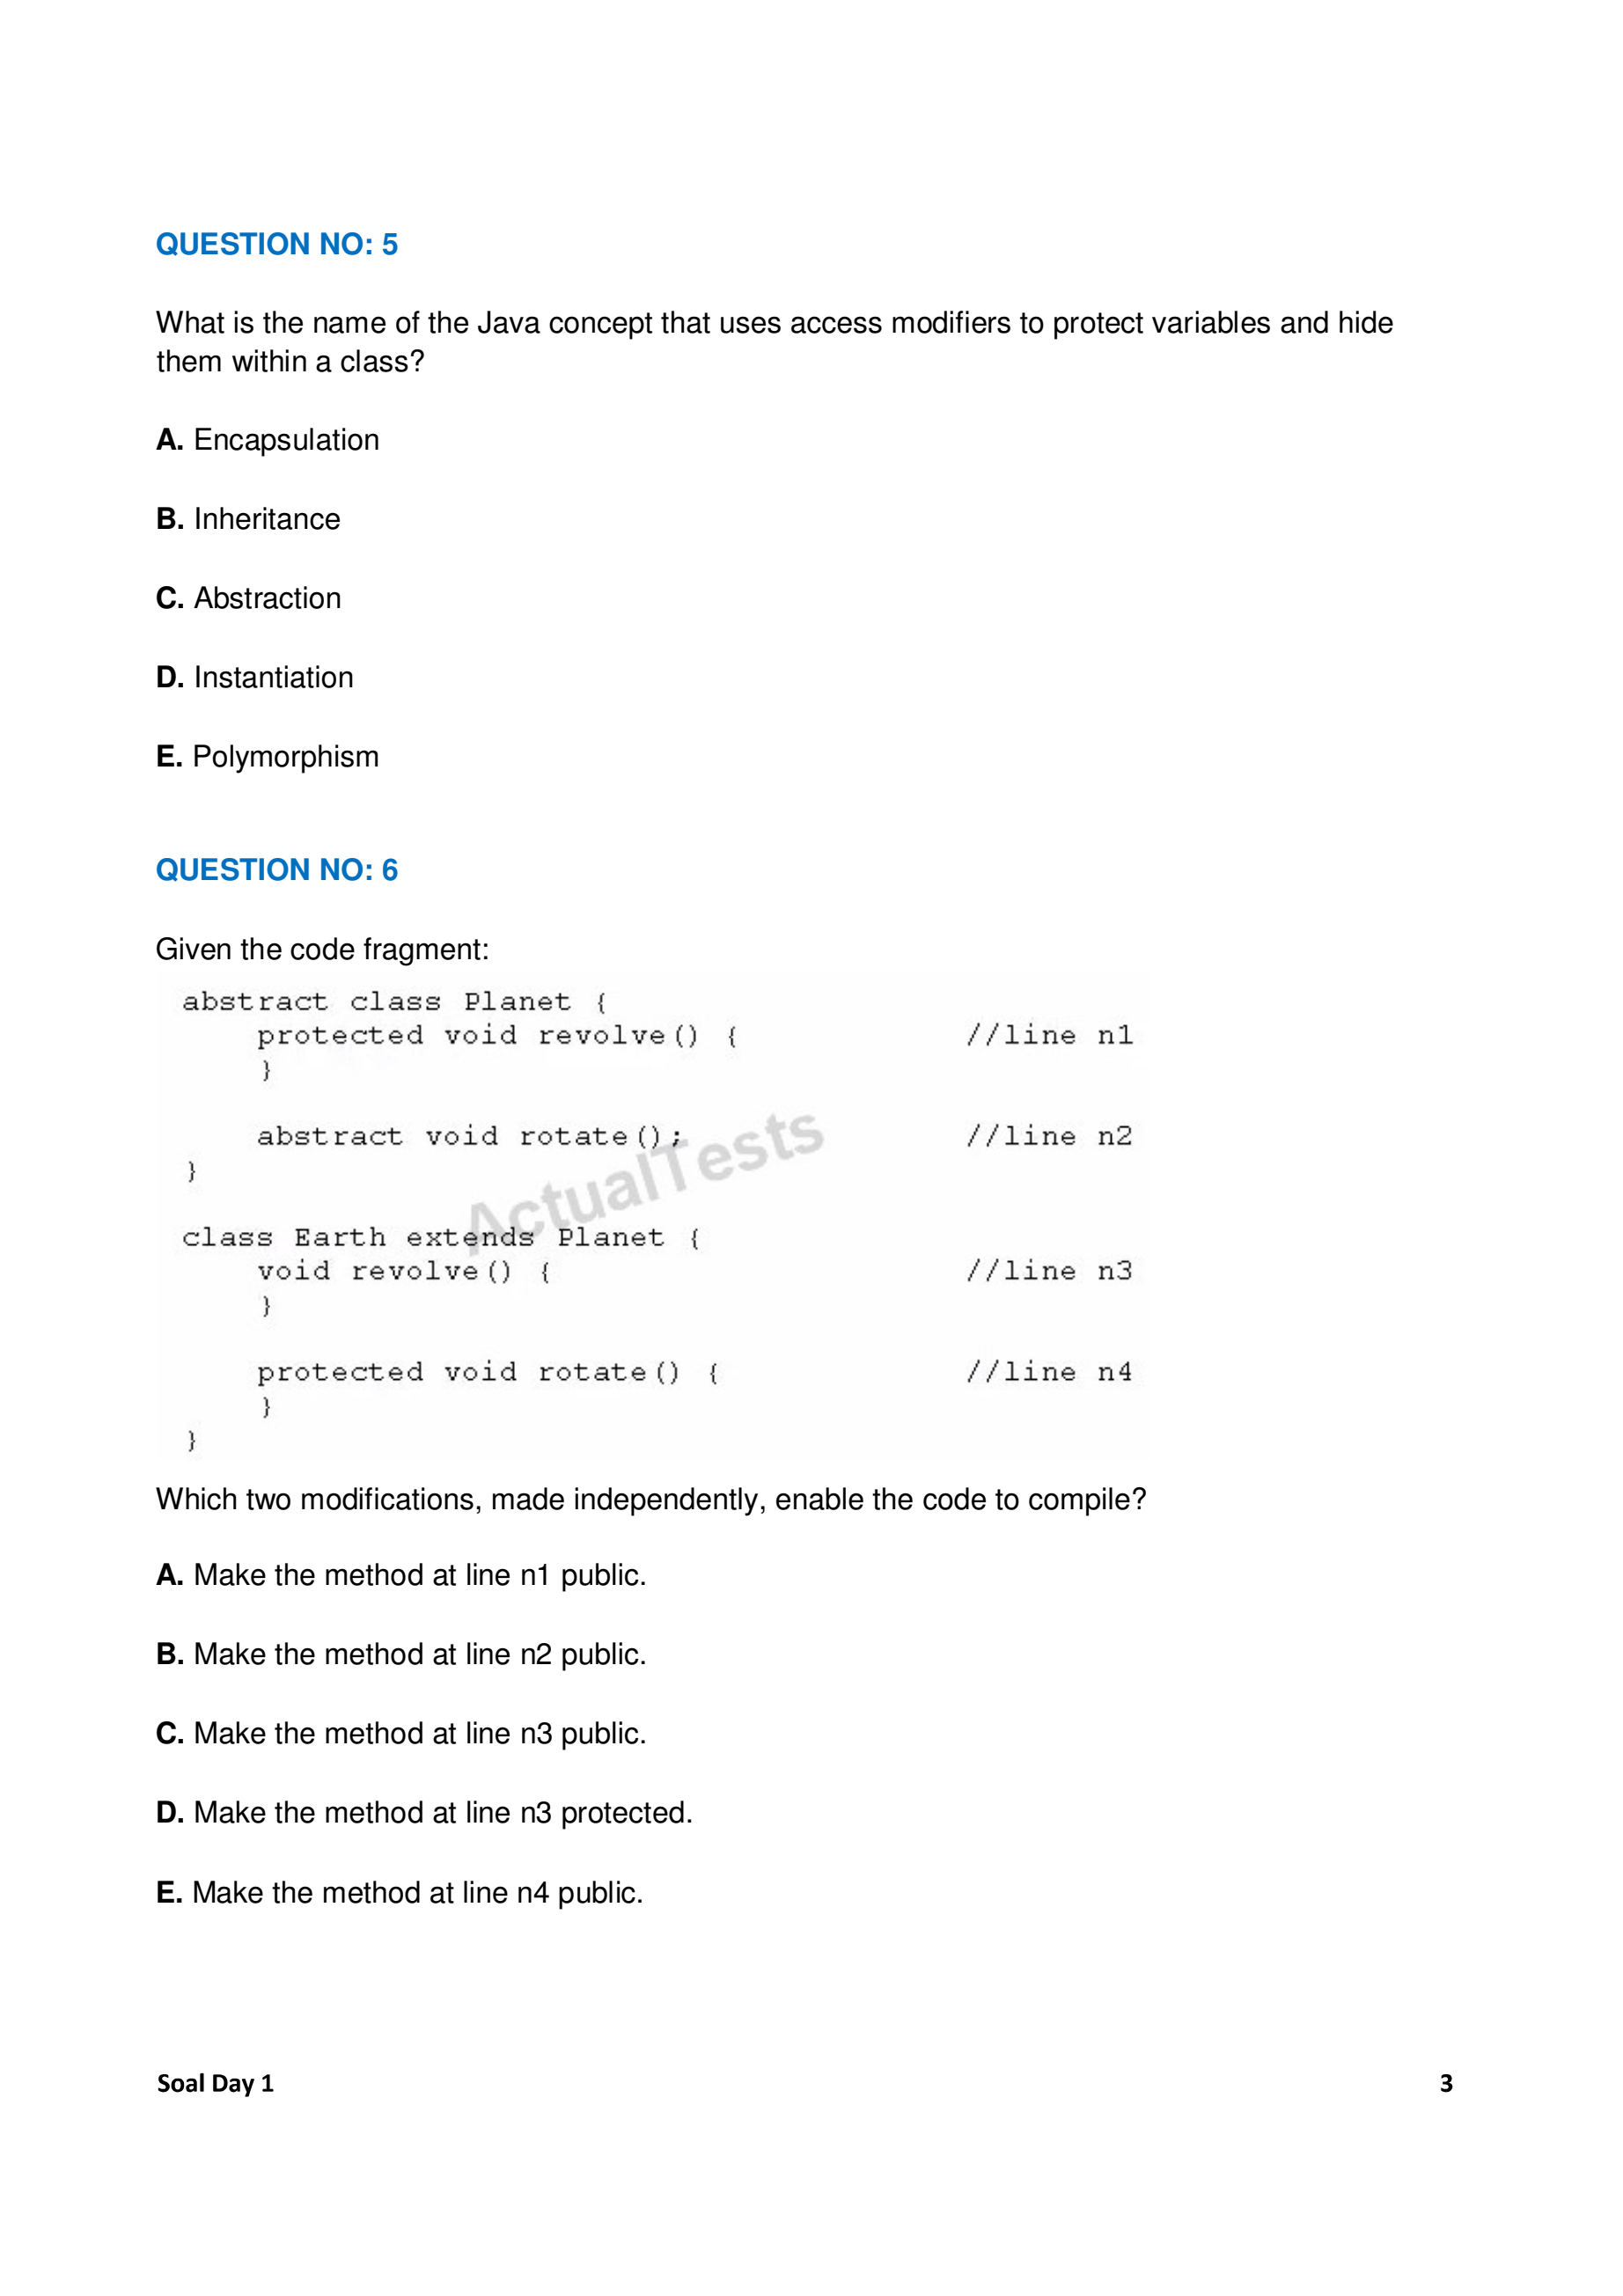 QUESTION NO: 5
What is the name of the Java concept that uses access modifiers to protect variables and hide
them within a class?
A. Encapsulation
B. Inheritance
C. Abstraction
D. Instantiation
E. Polymorphism
QUESTION NO: 6
Given the code fragment:
abstract class Planet {
protected void revolve() { //line n1
}
abstract void rotate(); //line n2
}
ActualTests
class Earth extends Planet {
void revolve() { //line n3
}
protected void rotate() { //line n4
}
}
Which two modifications, made independently, enable the code to compile?
A. Make the method at line n1 public.
B. Make the method at line n2 public.
C. Make the method at line n3 public.
D. Make the method at line n3 protected.
E. Make the method at line n4 public.
Soal Day 1 3